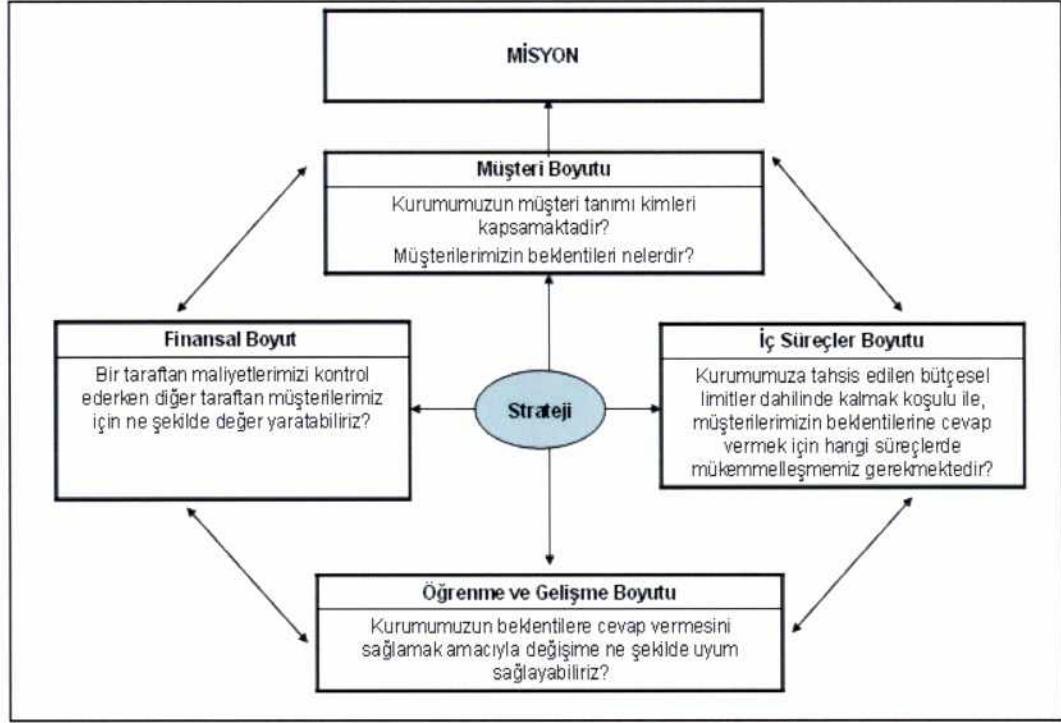 MİSYON
Müşteri Boyutu
Kurumumuzun müşteri tanımı kimleri
kapsamaktadir?
Müşterilerimizin beklentileri nelerdir?
Finansal Boyut
Bir taraftan maliyetlerimizi kontrol
ederken diğer taraftan müşterilerimiz
için ne şekilde değer yaratabiliriz?
Strateji
İç Süreçler Boyutu
Kurumumuza tahsis edilen bütçesel
limitler dahilinde kalmak koşulu ile,
müşterilerimizin beklentilerine cevap
vermek için hangi süreçlerde
mükemmelleşmemiz gerekmektedir?
Öğrenme ve Gelişme Boyutu
Kurumumuzun beklentilere cevap vermesini
sağlamak amacıyla değişime ne şekilde uyum
sağlayabiliriz?